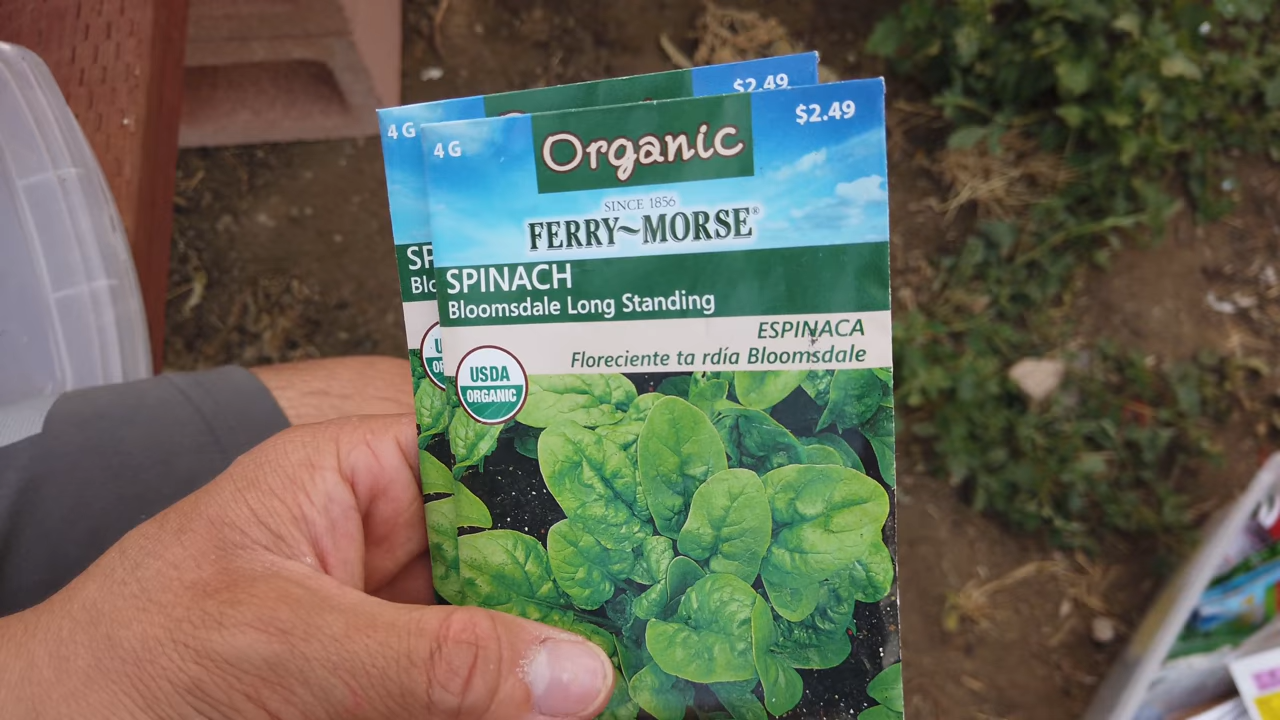 $2.49
4 G
4 G
Organic
$2.49
SINCE 1856
FERRY~MORSE®
SP
Blo
SPINACH
Bloomsdale Long Standing
ESPINACA
Floreciente ta rdía Bloomsdale
U
OR
USDA
ORGANIC